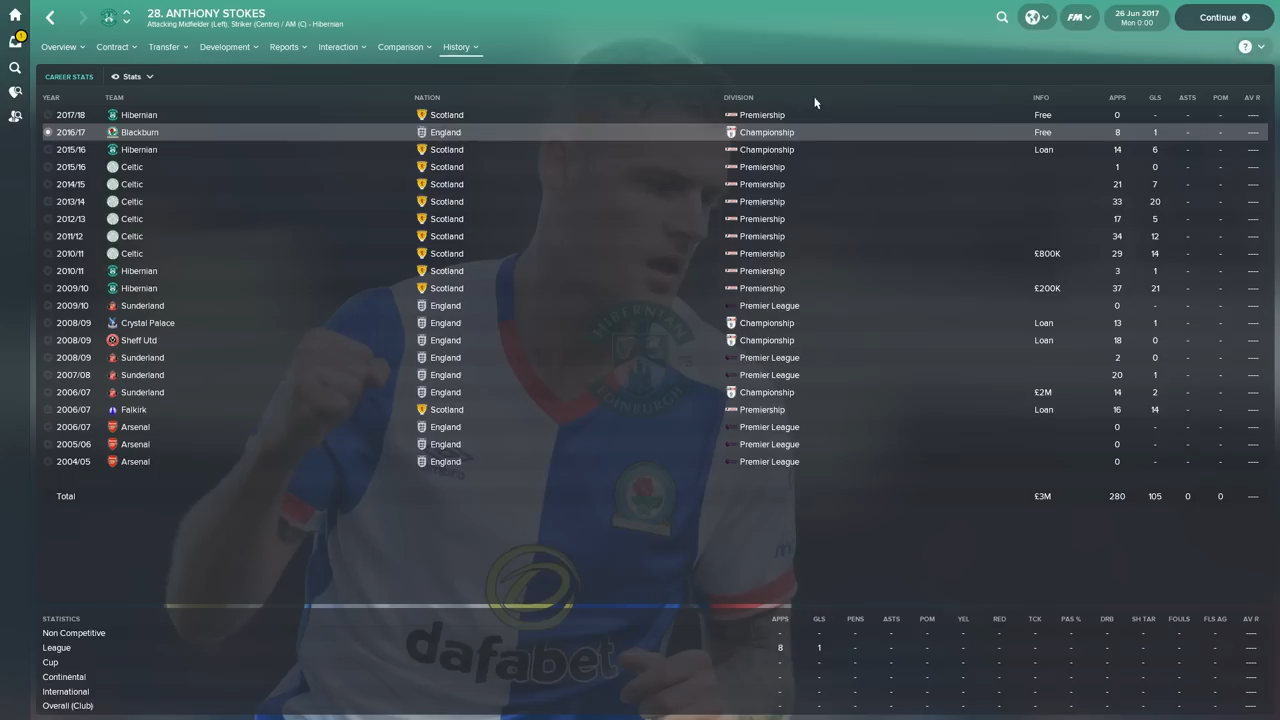 28. ANTHONY STOKES
Attacking Midfielder (Left), Striker (Centre) / AM (C) - Hibernian
FM
26 Jun 2017
Mon 0:00
Continue
1
Overview Contract Transfer Development Reports Interaction Comparison History
?
CAREER STATS Stats
YEAR TEAM NATION DIVISION INFO APPS GLS ASTS POM AV R
2017/18 Hibernian Scotland Premiership Free 0 - - - ----
2016/17 Blackburn England Championship Free 8 1 - - ----
2015/16 Hibernian Scotland Championship Loan 14 6 - - ----
2015/16 Celtic Scotland Premiership 1 0 - - ----
2014/15 Celtic Scotland Premiership 21 7 - - ----
2013/14 Celtic Scotland Premiership 33 20 - - ----
2012/13 Celtic Scotland Premiership 17 5 - - ----
2011/12 Celtic Scotland Premiership 34 12 - - ----
2010/11 Celtic Scotland Premiership £800K 29 14 - - ----
2010/11 Hibernian Scotland Premiership 3 1 - - ----
2009/10 Hibernian Scotland Premiership £200K 37 21 - - ----
2009/10 Sunderland England Premier League 0 - - - ----
2008/09 Crystal Palace England Championship Loan 13 1 - - ----
2008/09 Sheff Utd England Championship Loan 18 0 - - ----
2008/09 Sunderland England Premier League 2 0 - - ----
2007/08 Sunderland England Premier League 20 1 - - ----
2006/07 Sunderland England Championship £2M 14 2 - - ----
2006/07 Falkirk Scotland Premiership Loan 16 14 - - ----
2006/07 Arsenal England Premier League 0 - - - ----
2005/06 Arsenal England Premier League 0 - - - ----
2004/05 Arsenal England Premier League 0 - - - ----
Total £3M 280 105 0 0 ----
HIBERNIAN
EDINBURGH
dafabet
STATISTICS APPS GLS PENS ASTS POM YEL RED TCK PAS % DRB SH TAR FOULS FLS AG AV R
Non Competitive - - - - - - - - - - - - - ----
League 8 1 - - - - - - - - - - - ----
Cup - - - - - - - - - - - - - ----
Continental - - - - - - - - - - - - - ----
International - - - - - - - - - - - - - ----
Overall (Club) - - - - - - - - - - - - - ----